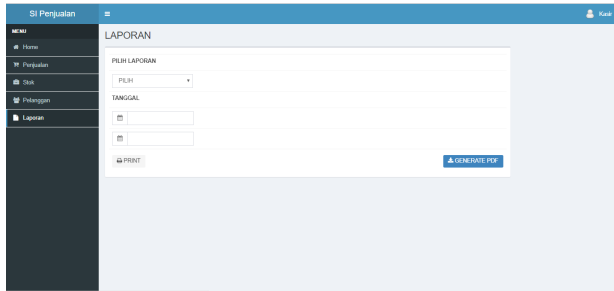 SI Penjualan
Kasir
MENU
Home
Penjualan
Stok
Pelanggan
Laporan
LAPORAN
PILIH LAPORAN
PILIH
TANGGAL
PRINT
GENERATE PDF